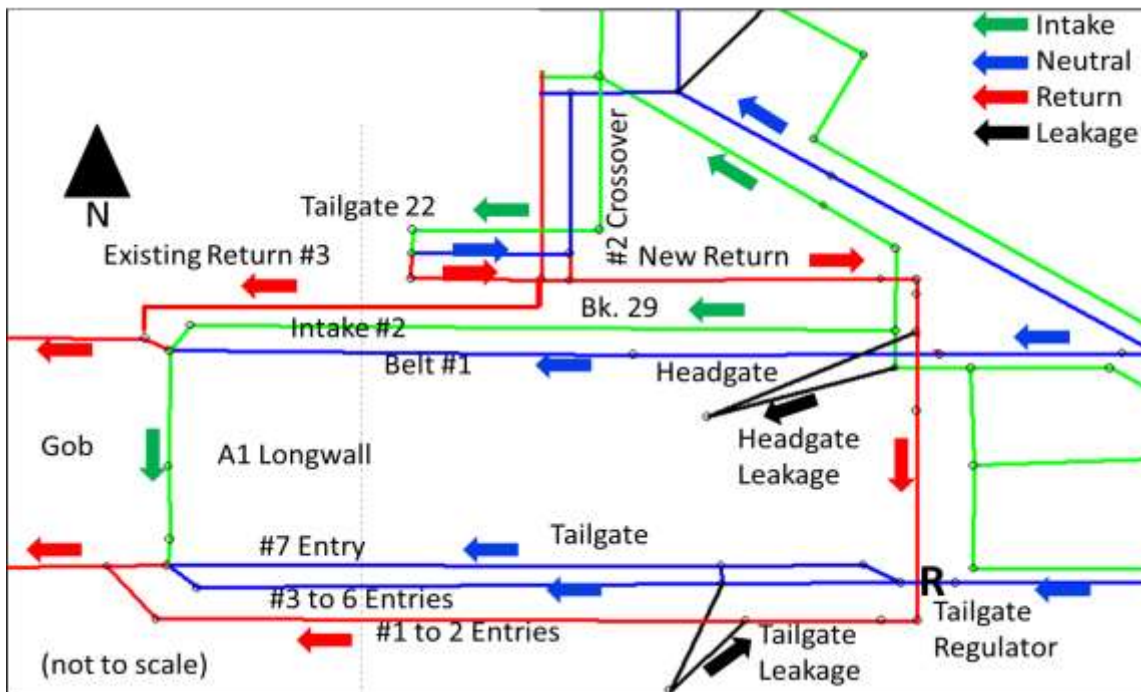 Intake
Neutral
Return
Leakage
N
Tailgate 22
#2 Crossover
Existing Return #3
New Return
Bk. 29
Intake #2
Belt #1
Headgate
Gob
A1 Longwall
Headgate
Leakage
Tailgate
#7 Entry
R
#3 to 6 Entries
#1 to 2 Entries
Tailgate
Leakage
Tailgate
Regulator
(not to scale)